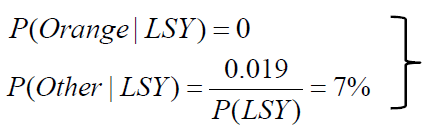 P(Orange | LSY) = 0
P(Other | LSY) = 0.019 / P(LSY) = 7%